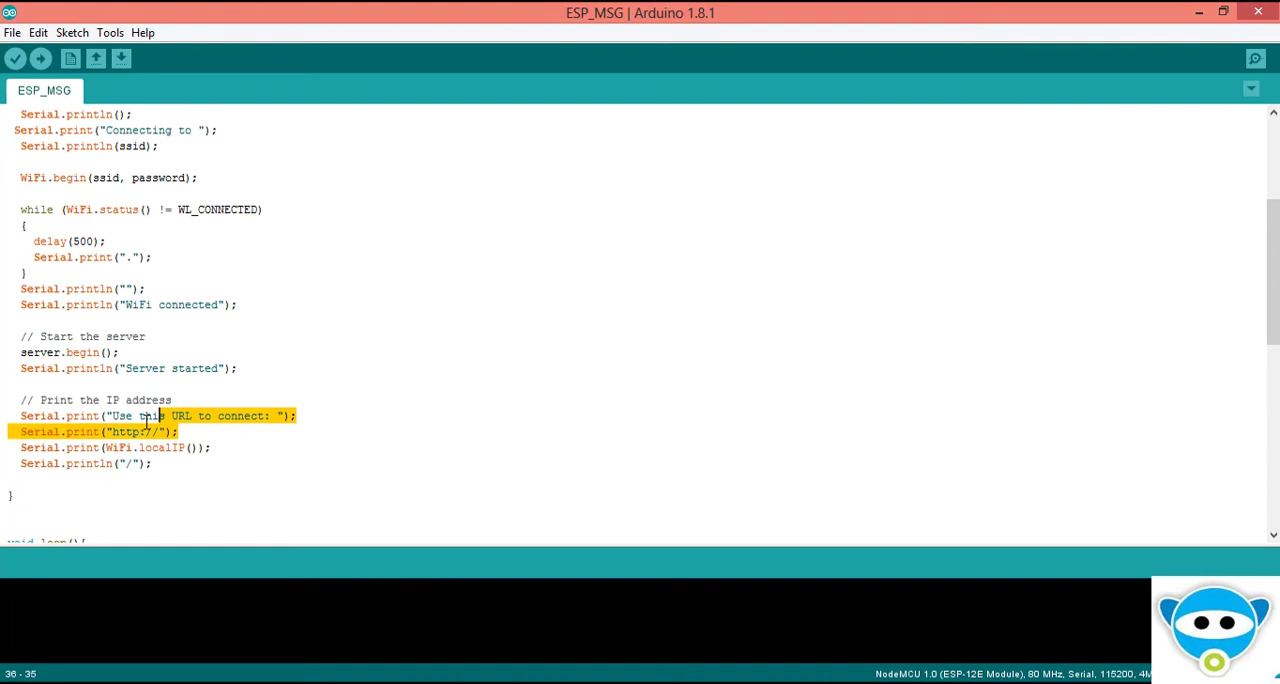 ESP_MSG | Arduino 1.8.1
File Edit Sketch Tools Help
ESP_MSG
Serial.println();
Serial.print("Connecting to ");
Serial.println(ssid);
WiFi.begin(ssid, password);
while (WiFi.status() != WL_CONNECTED)
{
delay(500);
Serial.print(".");
}
Serial.println("");
Serial.println("WiFi connected");
// Start the server
server.begin();
Serial.println("Server started");
// Print the IP address
Serial.print("Use this URL to connect: ");
Serial.print("http://");
Serial.print(WiFi.localIP());
Serial.println("/");
}
void loop(){
36 - 35
NodeMCU 1.0 (ESP-12E Module), 80 MHz, Serial, 115200, 4M